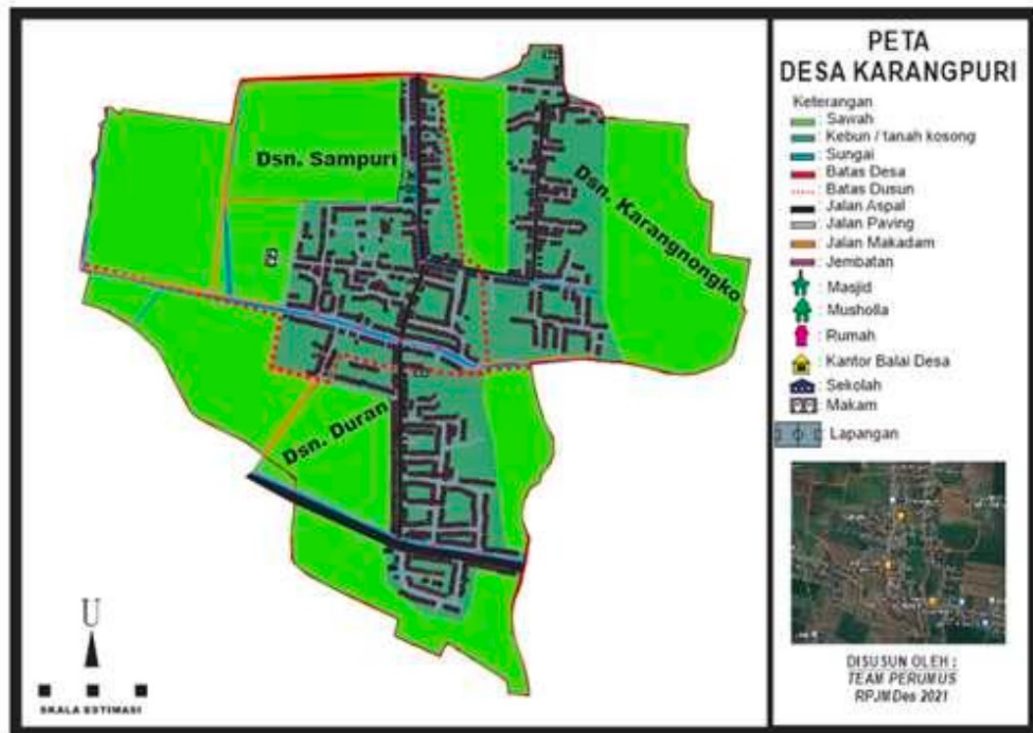 PETA
DESA KARANGPURI
Keterangan
: Sawah
: Kebun / tanah kosong
: Sungai
: Batas Desa
: Batas Dusun
: Jalan Aspal
: Jalan Paving
: Jalan Makadam
: Jembatan
: Masjid
: Musholla
: Rumah
: Kantor Balai Desa
: Sekolah
: Makam
: Lapangan
Dsn. Sampuri
Dsn. Karangnongko
Dsn. Duran
U
SKALA ESTIMASI
DISUSUN OLEH :
TEAM PERUMUS
RPJMDes 2021